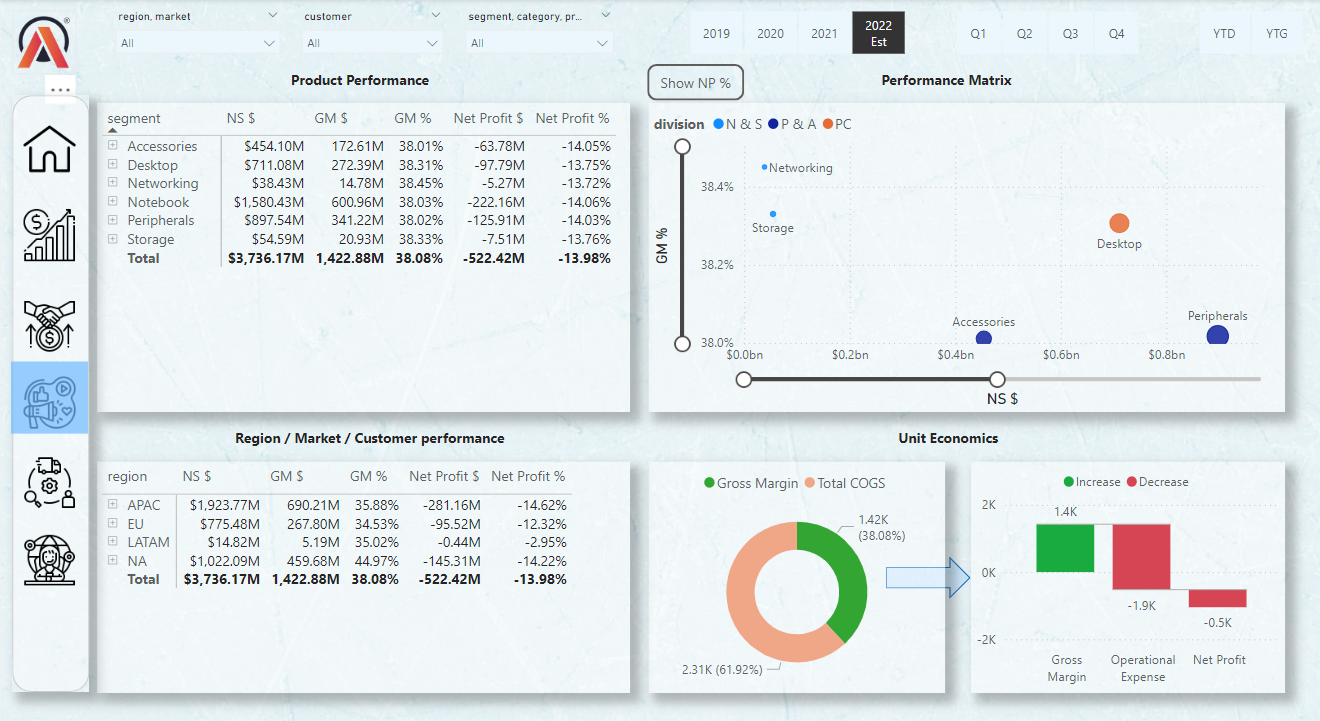 region, market
customer
segment, category, pr...
All
All
All
2019
2020
2021
2022
Est
Q1
Q2
Q3
Q4
YTD
YTG
®
Product Performance
segment NS $ GM $ GM % Net Profit $ Net Profit %
Accessories $454.10M 172.61M 38.01% -63.78M -14.05%
Desktop $711.08M 272.39M 38.31% -97.79M -13.75%
Networking $38.43M 14.78M 38.45% -5.27M -13.72%
Notebook $1,580.43M 600.96M 38.03% -222.16M -14.06%
Peripherals $897.54M 341.22M 38.02% -125.91M -14.03%
Storage $54.59M 20.93M 38.33% -7.51M -13.76%
Total $3,736.17M 1,422.88M 38.08% -522.42M -13.98%
Show NP %
Performance Matrix
division N & S P & A PC
GM %
38.4%
38.2%
38.0%
Networking
Storage
Desktop
Accessories
Peripherals
$0.0bn $0.2bn $0.4bn $0.6bn $0.8bn
NS $
Region / Market / Customer performance
region NS $ GM $ GM % Net Profit $ Net Profit %
APAC $1,923.77M 690.21M 35.88% -281.16M -14.62%
EU $775.48M 267.80M 34.53% -95.52M -12.32%
LATAM $14.82M 5.19M 35.02% -0.44M -2.95%
NA $1,022.09M 459.68M 44.97% -145.31M -14.22%
Total $3,736.17M 1,422.88M 38.08% -522.42M -13.98%
Unit Economics
Gross Margin Total COGS
1.42K
(38.08%)
2.31K (61.92%)
Increase Decrease
2K
0K
-2K
1.4K
-1.9K
-0.5K
Gross
Margin
Operational
Expense
Net Profit
$
$